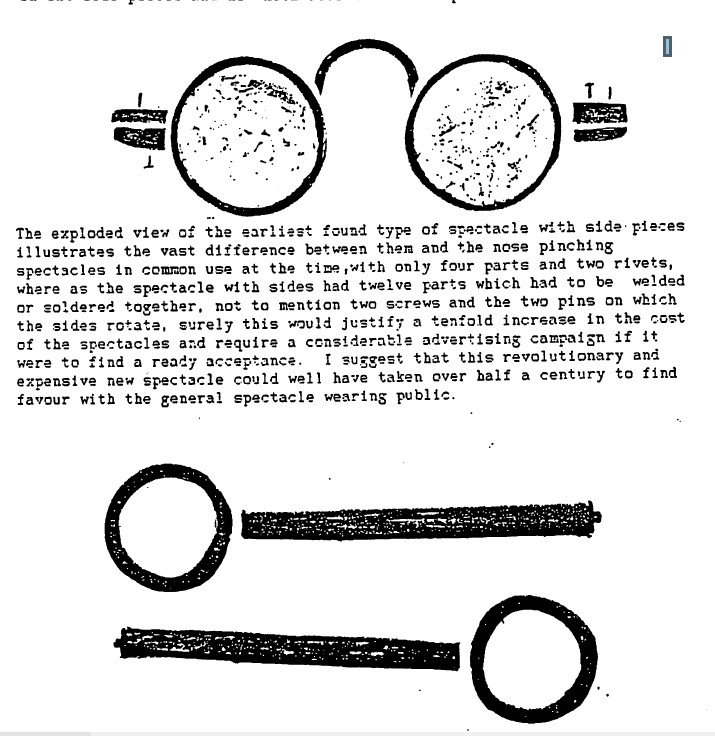 The exploded view of the earliest found type of spectacle with side pieces
illustrates the vast difference between them and the nose pinching
spectacles in common use at the time,with only four parts and two rivets,
where as the spectacle with sides had twelve parts which had to be welded
or soldered together, not to mention two screws and the two pins on which
the sides rotate, surely this would justify a tenfold increase in the cost
of the spectacles and require a considerable advertising campaign if it
were to find a ready acceptance. I suggest that this revolutionary and
expensive new spectacle could well have taken over half a century to find
favour with the general spectacle wearing public.